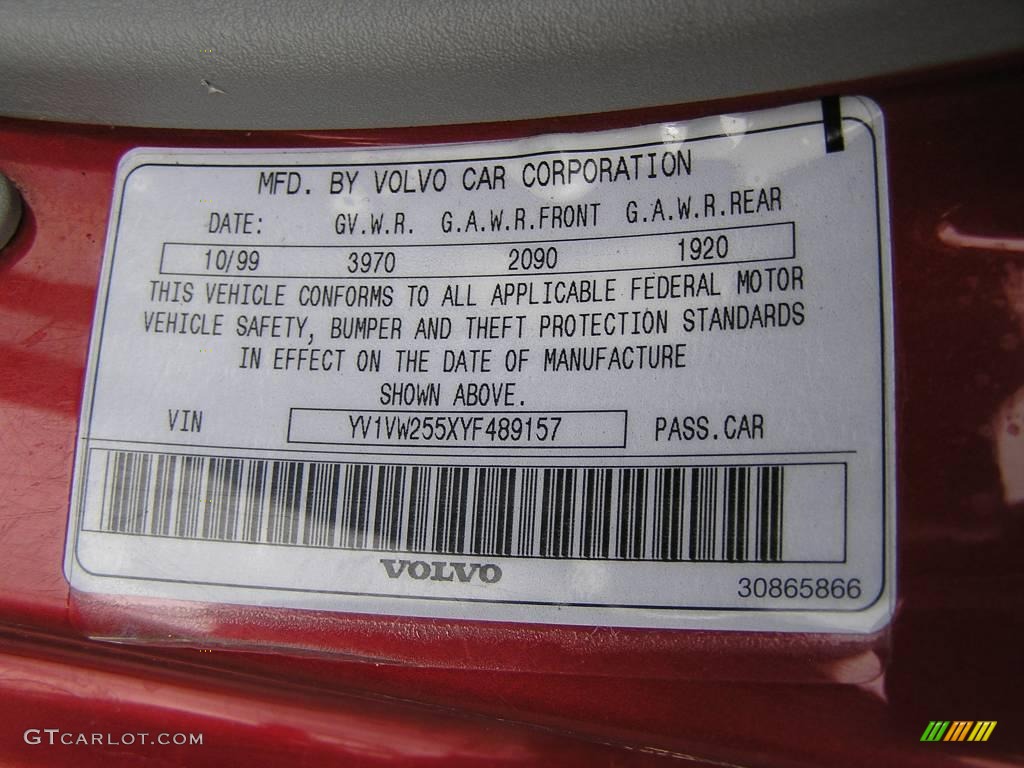 MFD. BY VOLVO CAR CORPORATION
DATE: GV.W.R. G.A.W.R.FRONT G.A.W.R.REAR
10/99 3970 2090 1920
THIS VEHICLE CONFORMS TO ALL APPLICABLE FEDERAL MOTOR
VEHICLE SAFETY, BUMPER AND THEFT PROTECTION STANDARDS
IN EFFECT ON THE DATE OF MANUFACTURE
SHOWN ABOVE.
VIN YV1VW255XYF489157 PASS.CAR
VOLVO
30865866
GTCARLOT.COM